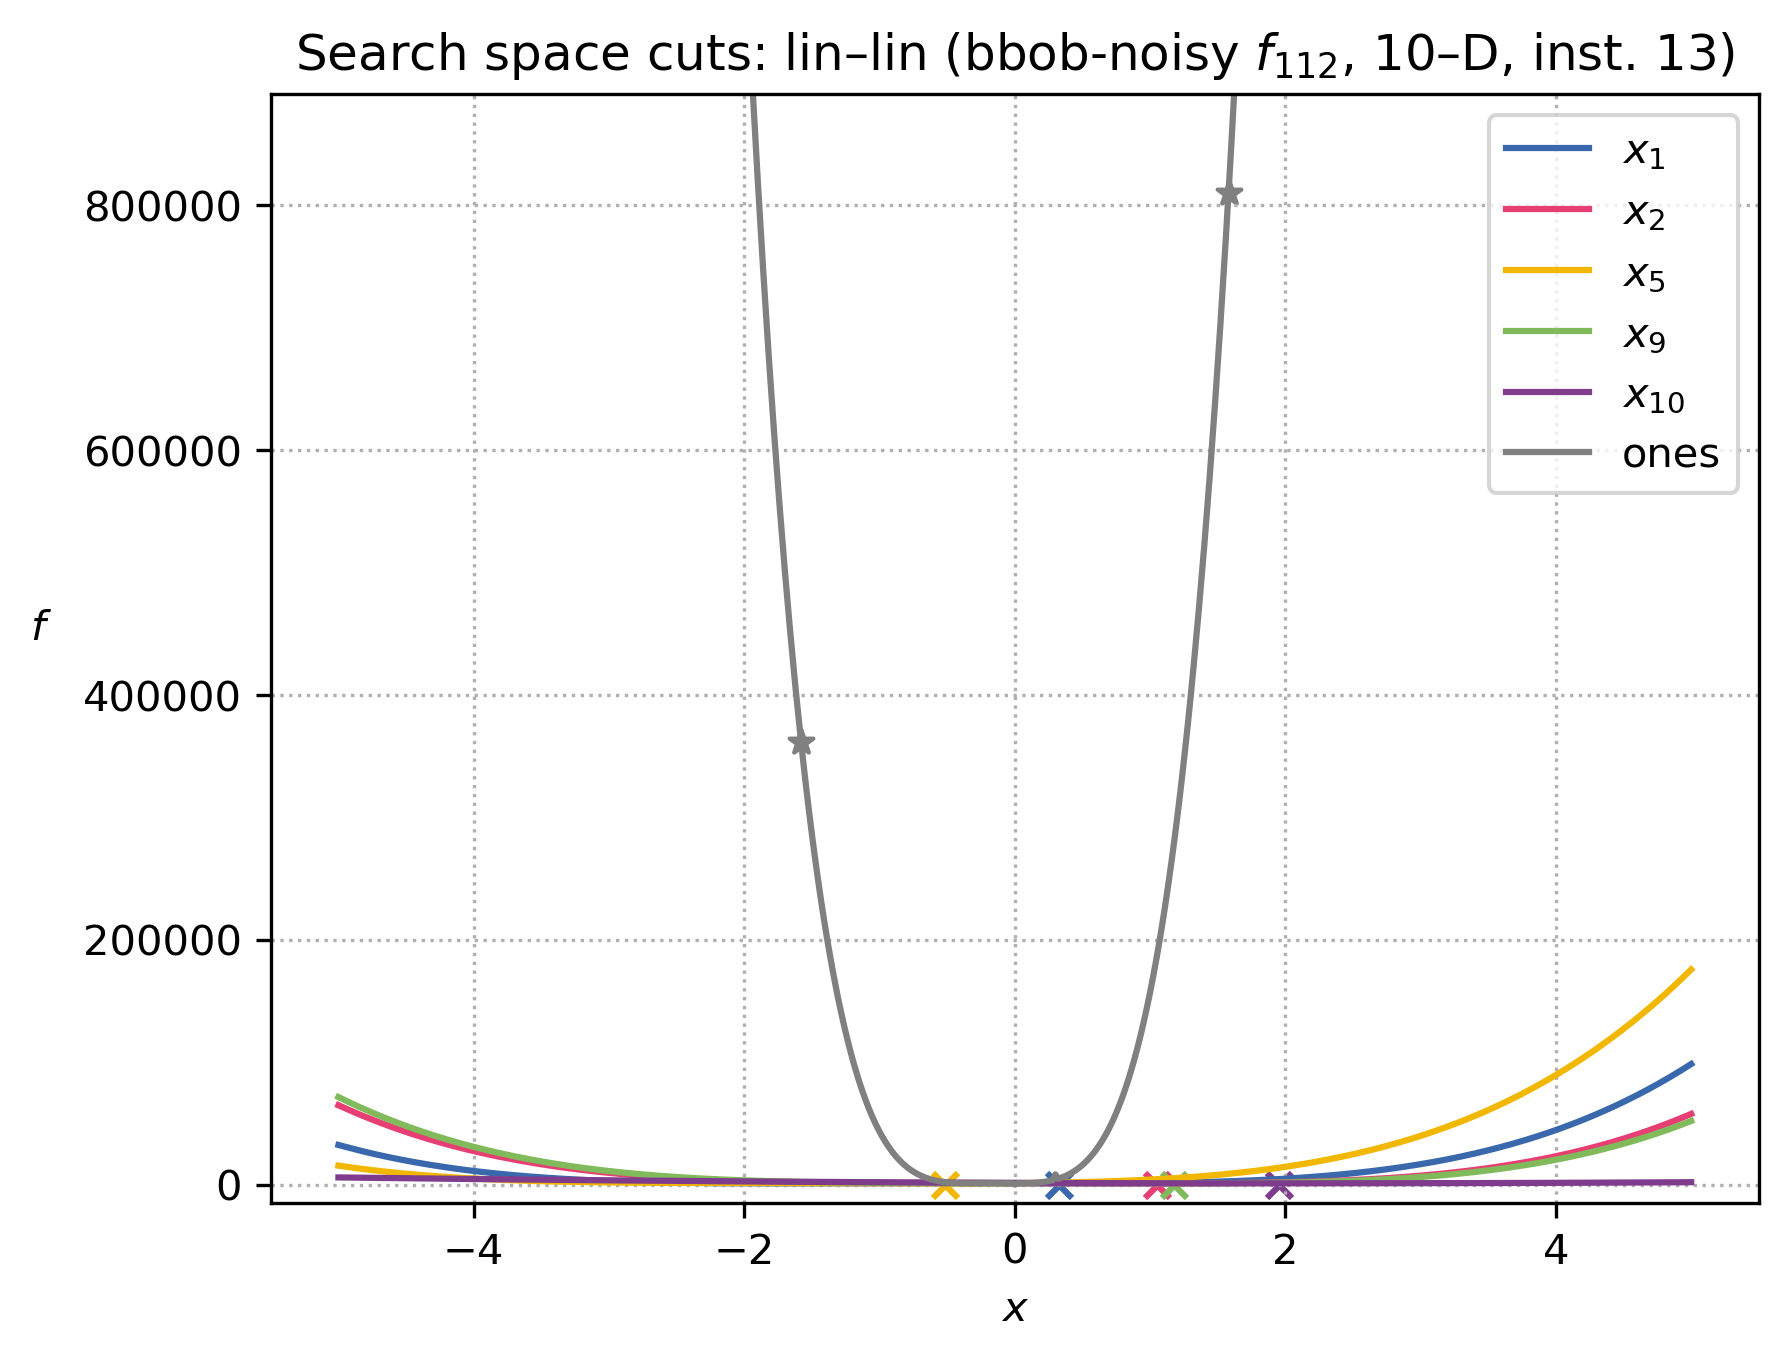 Search space cuts: lin–lin (bbob-noisy f₁₁₂, 10–D, inst. 13)
x₁
x₂
x₅
x₉
x₁₀
ones
800000
600000
400000
200000
0
f
−4
−2
0
2
4
x